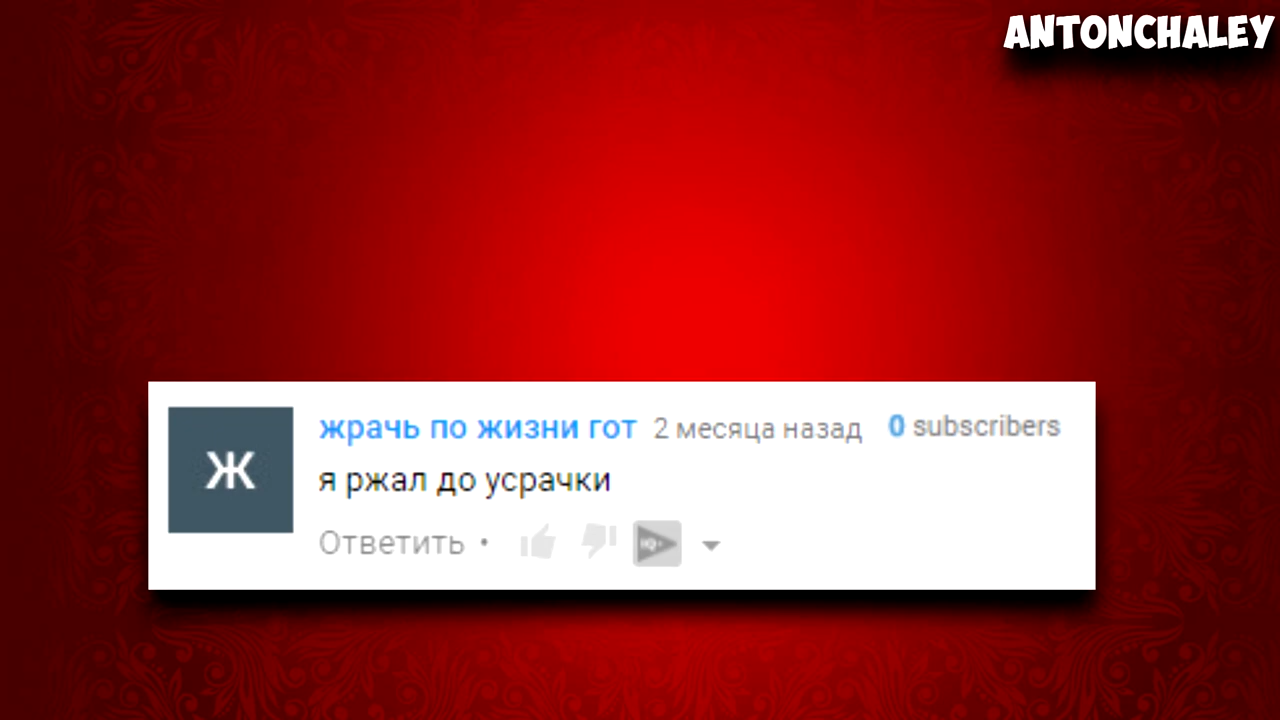 ANTONCHALEY
Ж
жрачь по жизни гот 2 месяца назад 0 subscribers
я ржал до усрачки
Ответить •